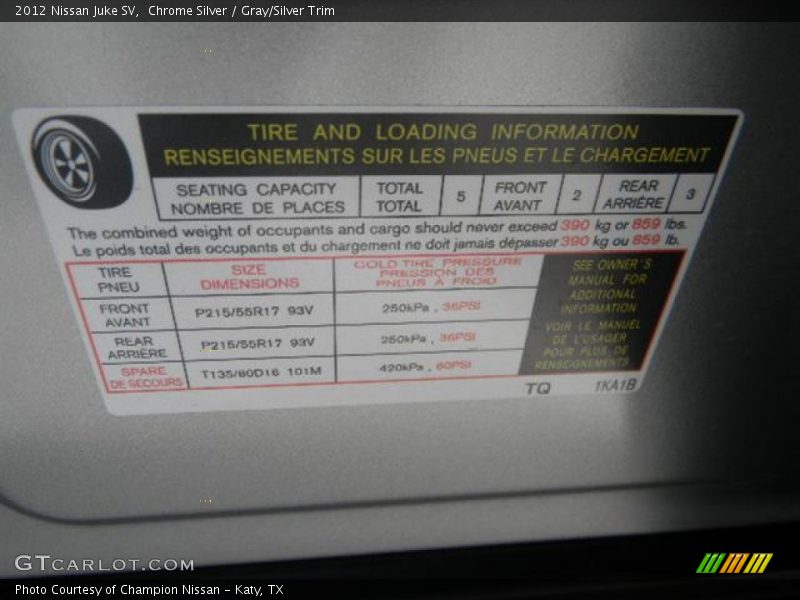 2012 Nissan Juke SV,  Chrome Silver / Gray/Silver Trim
TIRE AND LOADING INFORMATION
RENSEIGNEMENTS SUR LES PNEUS ET LE CHARGEMENT
SEATING CAPACITY
NOMBRE DE PLACES
TOTAL
TOTAL
5
FRONT
AVANT
2
REAR
ARRIÈRE
3
The combined weight of occupants and cargo should never exceed 390 kg or 859 lbs.
Le poids total des occupants et du chargement ne doit jamais dépasser 390 kg ou 859 lb.
TIRE
PNEU
SIZE
DIMENSIONS
COLD TIRE PRESSURE
PRESSION DES
PNEUS À FROID
FRONT
AVANT
P215/55R17 93V
250kPa , 36PSI
REAR
ARRIÈRE
P215/55R17 93V
250kPa , 36PSI
SPARE
DE SECOURS
T135/80D16 101M
420kPa , 60PSI
SEE OWNER'S
MANUAL FOR
ADDITIONAL
INFORMATION
VOIR LE MANUEL
DE L'USAGER
POUR PLUS DE
RENSEIGNEMENTS
TQ
1KA1B
GTCARLOT.COM
Photo Courtesy of Champion Nissan - Katy, TX